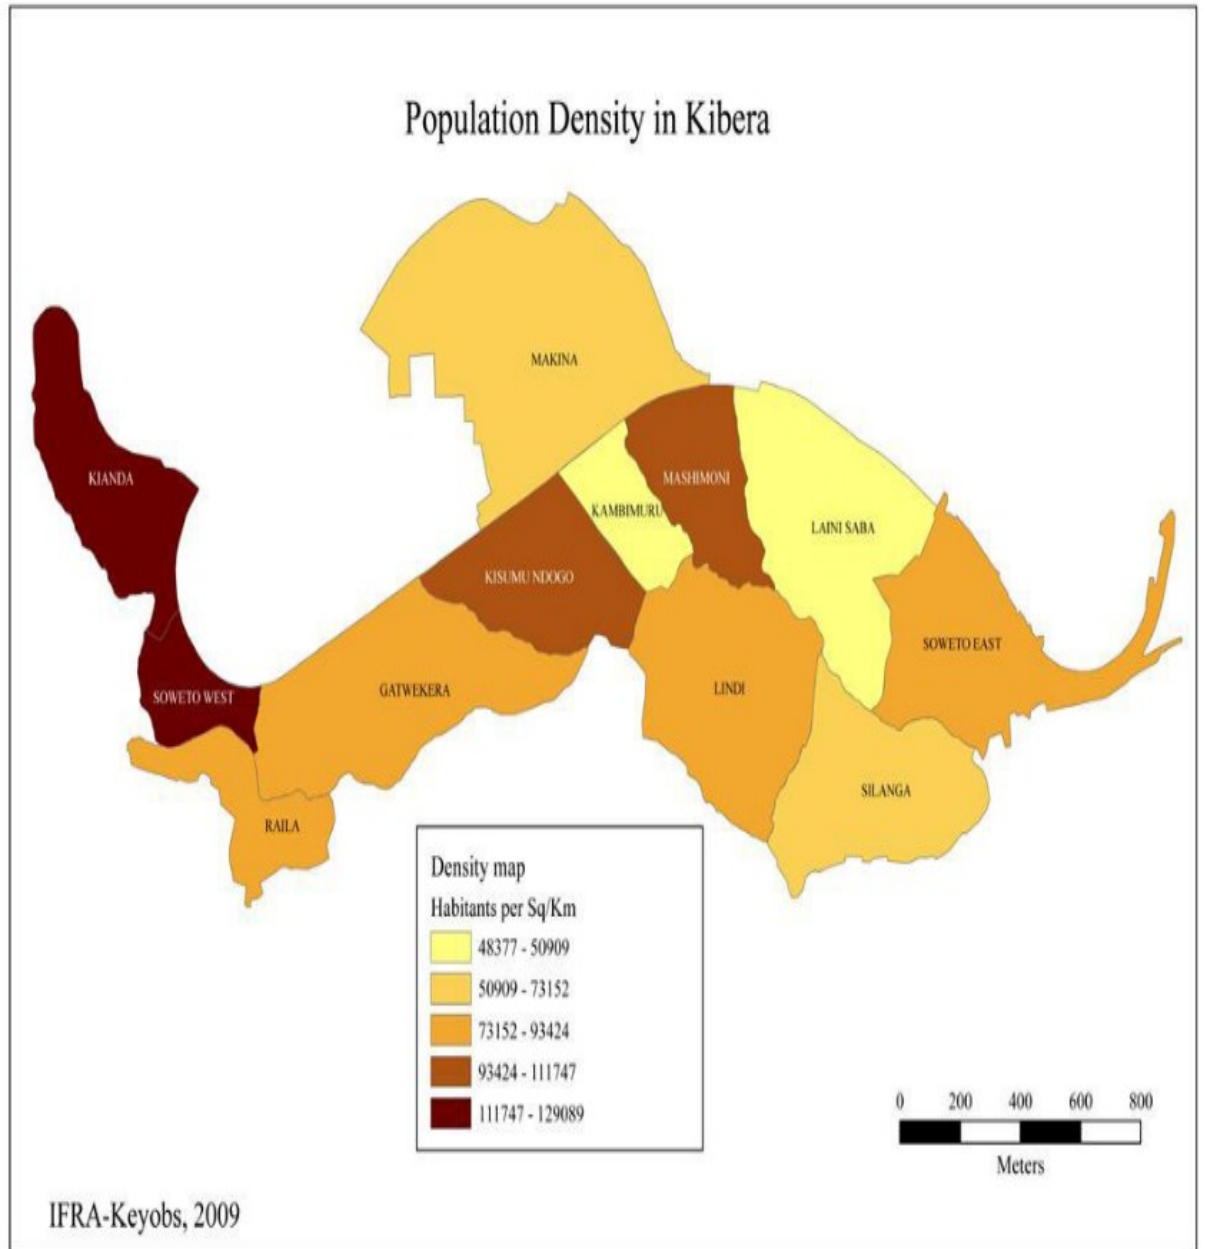 Population Density in Kibera
MAKINA
KIANDA
MASHIMONI
KAMBIMURU
LAINI SABA
KISUMU NDOGO
SOWETO EAST
GATWEKERA
LINDI
SOWETO WEST
SILANGA
RAILA
Density map
Habitants per Sq/Km
48377 - 50909
50909 - 73152
73152 - 93424
93424 - 111747
111747 - 129089
0 200 400 600 800
Meters
IFRA-Keyobs, 2009